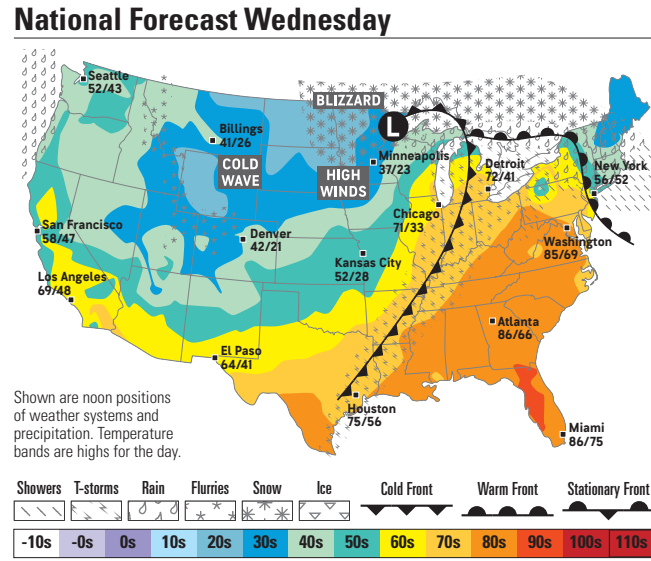 National Forecast Wednesday
Seattle
52/43
BLIZZARD
L
Billings
41/26
COLD
WAVE
HIGH
WINDS
Minneapolis
37/23
Detroit
72/41
New York
56/52
Chicago
71/33
San Francisco
58/47
Denver
42/21
Washington
85/69
Kansas City
52/28
Los Angeles
69/48
Atlanta
86/66
El Paso
64/41
Houston
75/56
Miami
86/75
Shown are noon positions
of weather systems and
precipitation. Temperature
bands are highs for the day.
Showers T-storms Rain Flurries Snow Ice Cold Front Warm Front Stationary Front
-10s -0s 0s 10s 20s 30s 40s 50s 60s 70s 80s 90s 100s 110s